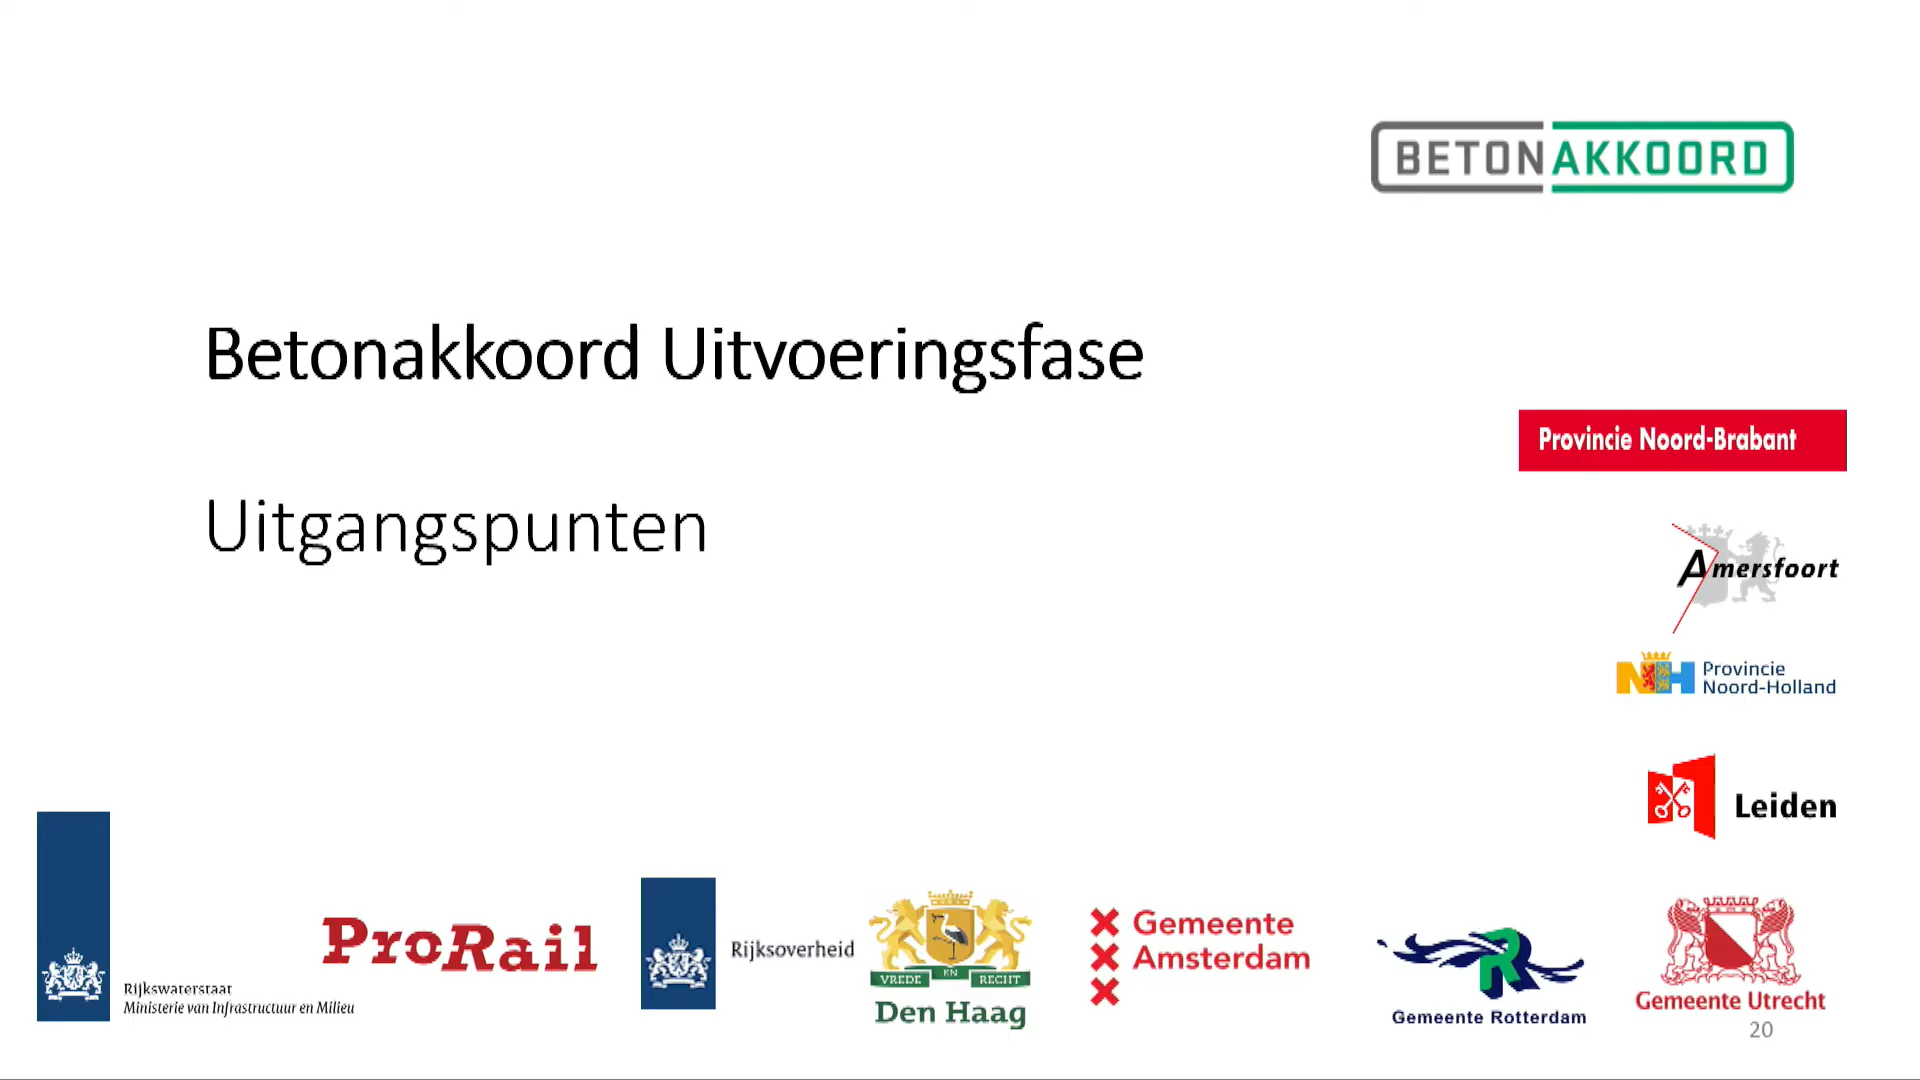 BETONAKKOORD
Betonakkoord Uitvoeringsfase
Uitgangspunten
Provincie Noord-Brabant
Amersfoort
NH Provincie
Noord-Holland
Leiden
Rijkswaterstaat
Ministerie van Infrastructuur en Milieu
ProRail
Rijksoverheid
VREDE EN RECHT
Den Haag
Gemeente
Amsterdam
R
Gemeente Rotterdam
Gemeente Utrecht
20